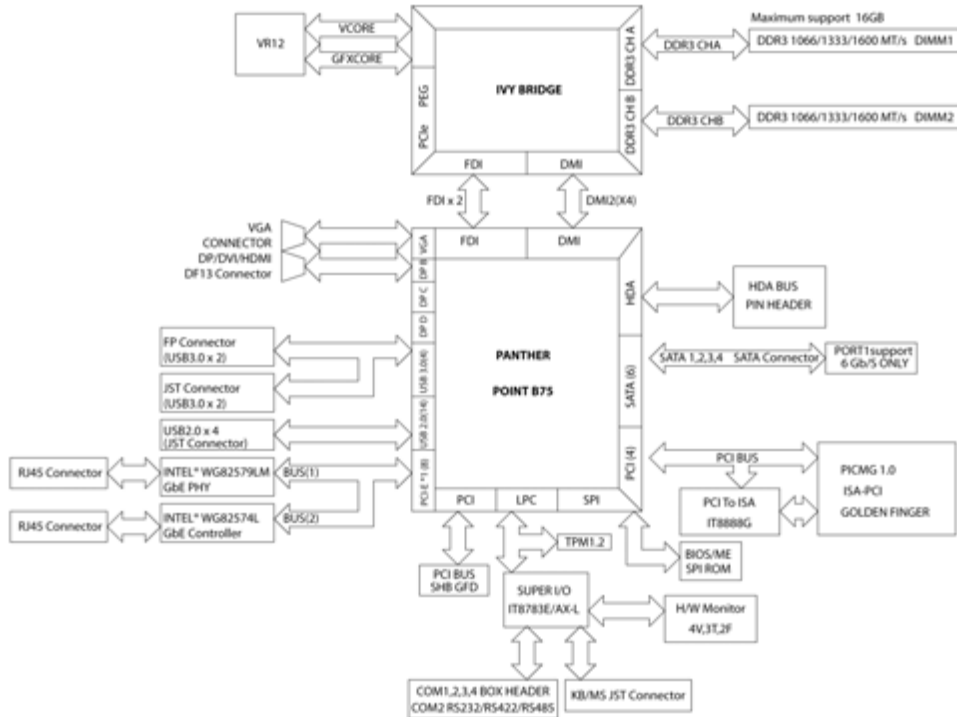 Maximum support 16GB
VR12
VCORE
GFXCORE
PCIe PEG
IVY BRIDGE
DDR3 CH A
DDR3 CH B
FDI
DMI
DDR3 CHA
DDR3 1066/1333/1600 MT/s DIMM1
DDR3 CHB
DDR3 1066/1333/1600 MT/s DIMM2
FDI x 2
DMI2(X4)
VGA
CONNECTOR
DP/DVI/HDMI
DF13 Connector
FDI
DMI
VGA
DP B
DP C
DP D
USB 3.0(4)
USB 2.0(14)
PCI-E *1 (8)
PANTHER
POINT B75
HDA
SATA (6)
PCI (4)
PCI
LPC
SPI
HDA BUS
PIN HEADER
SATA 1,2,3,4 SATA Connector
PORT1support
6 Gb/S ONLY
FP Connector
(USB3.0 x 2)
JST Connector
(USB3.0 x 2)
USB2.0 x 4
(JST Connector)
RJ45 Connector
INTEL® WG82579LM
GbE PHY
BUS(1)
RJ45 Connector
INTEL® WG82574L
GbE Controller
BUS(2)
PCI BUS
PCI To ISA
IT8888G
PICMG 1.0
ISA-PCI
GOLDEN FINGER
TPM1.2
BIOS/ME
SPI ROM
PCI BUS
SHB GFD
SUPER I/O
IT8783E/AX-L
H/W Monitor
4V,3T,2F
COM1,2,3,4 BOX HEADER
COM2 RS232/RS422/RS485
KB/MS JST Connector